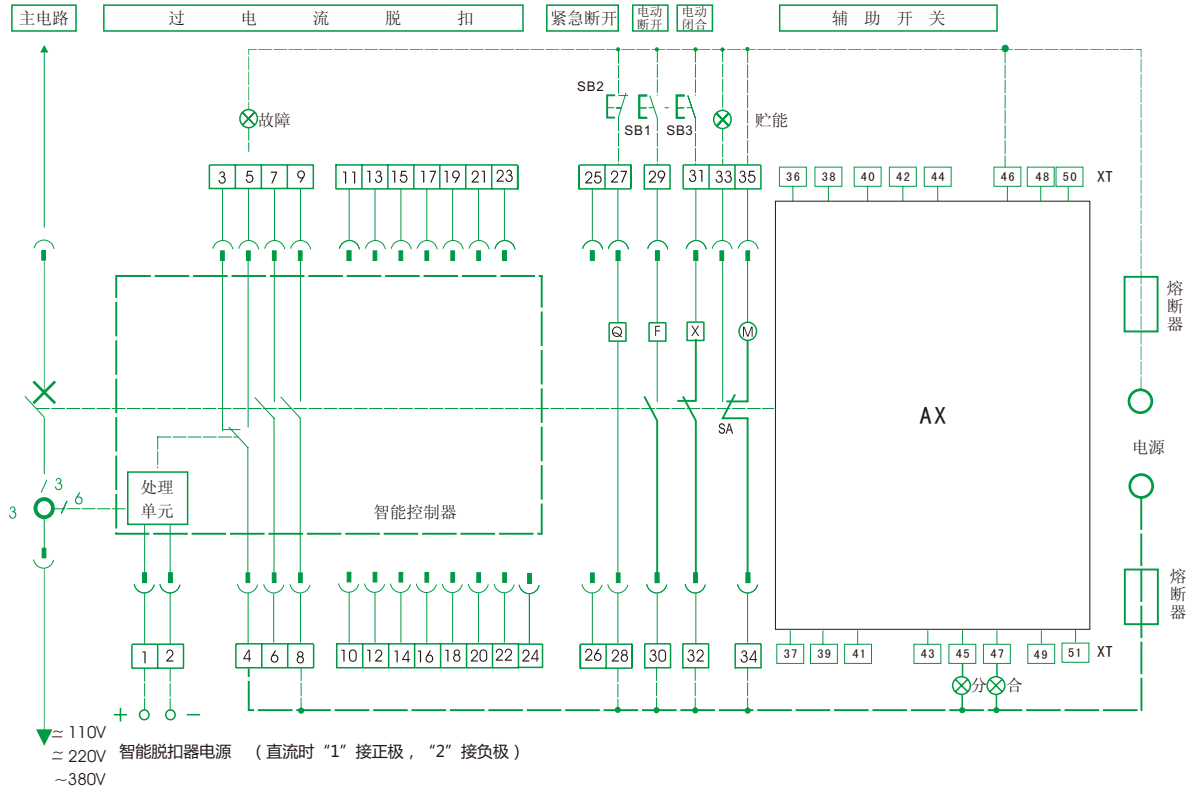 主电路
过电流脱扣
紧急断开
电动
断开
电动
闭合
辅助开关
SB2
SB1
SB3
故障
贮能
3 5 7 9
11 13 15 17 19 21 23
25 27 29 31 33 35
36 38 40 42 44 46 48 50 XT
熔断器
Q F X M
AX
SA
电源
处理
单元
智能控制器
3
6
3
熔断器
1 2 4 6 8
10 12 14 16 18 20 22 24
26 28 30 32 34
37 39 41 43 45 47 49 51 XT
分 合
+ −
≃ 110V
≃ 220V
~380V
智能脱扣器电源 （直流时“1”接正极，“2”接负极）